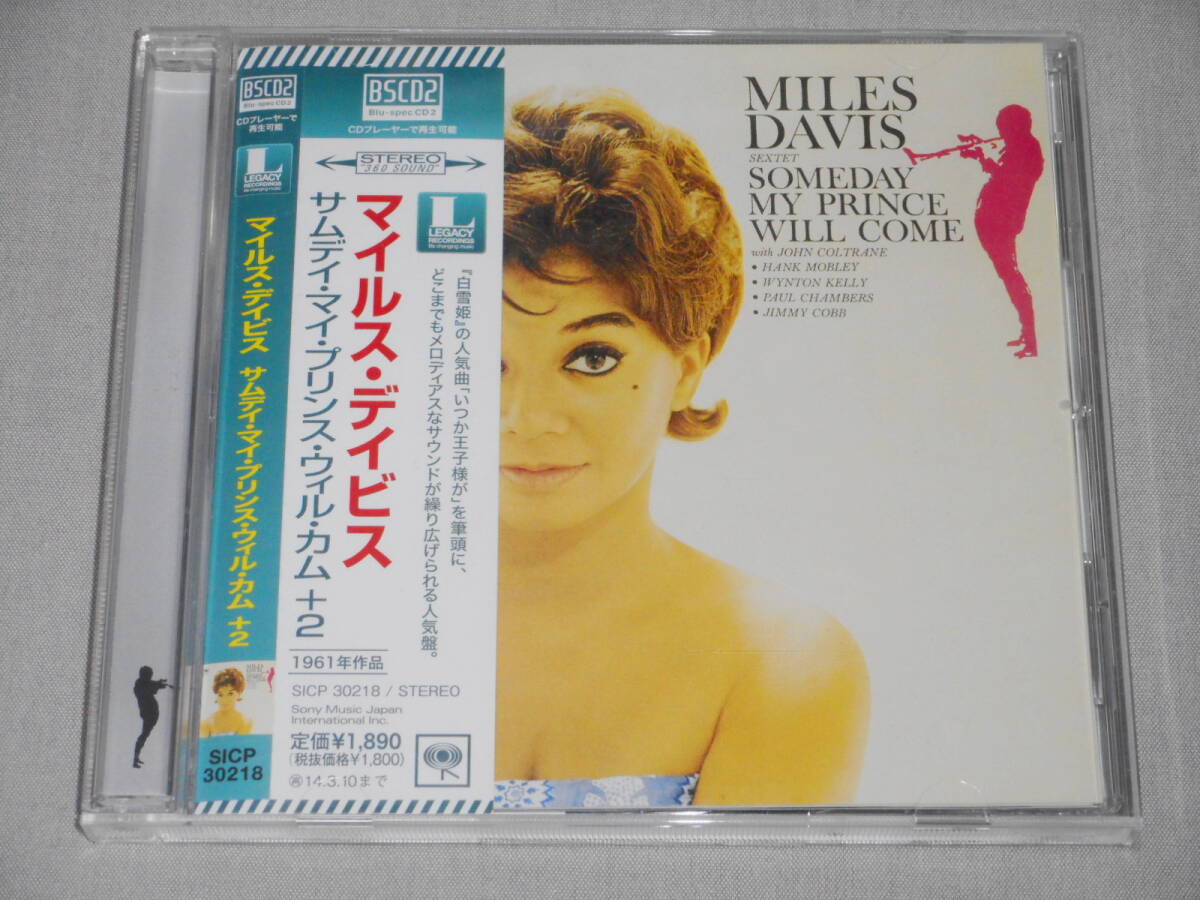 BSCD2
Blu-spec CD2
CDプレーヤーで
再生可能
L
LEGACY
RECORDINGS
マイルス・デイビス サムデイ・マイ・プリンス・ウィル・カム +2
SICP
30218
BSCD2
Blu-spec CD2
CDプレーヤーで再生可能
STEREO
"360 SOUND"
L
LEGACY
RECORDINGS
life changing music
マイルス・デイビス
サムデイ・マイ・プリンス・ウィル・カム +2
『白雪姫』の人気曲「いつか王子様が」を筆頭に、
どこまでもメロディアスなサウンドが繰り広げられる人気盤。
1961年作品
SICP 30218 / STEREO
Sony Music Japan
International Inc.
定価¥1,890
(税抜価格¥1,800)
14.3.10まで
MILES
DAVIS
SEXTET
SOMEDAY
MY PRINCE
WILL COME
with JOHN COLTRANE
• HANK MOBLEY
• WYNTON KELLY
• PAUL CHAMBERS
• JIMMY COBB